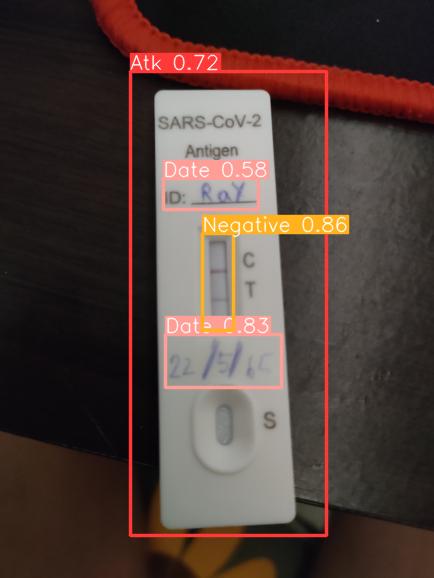 Atk 0.72
SARS-CoV-2
Antigen
Date 0.58
ID: Ray
Negative 0.86
C
T
Date 0.83
22/5/65
S